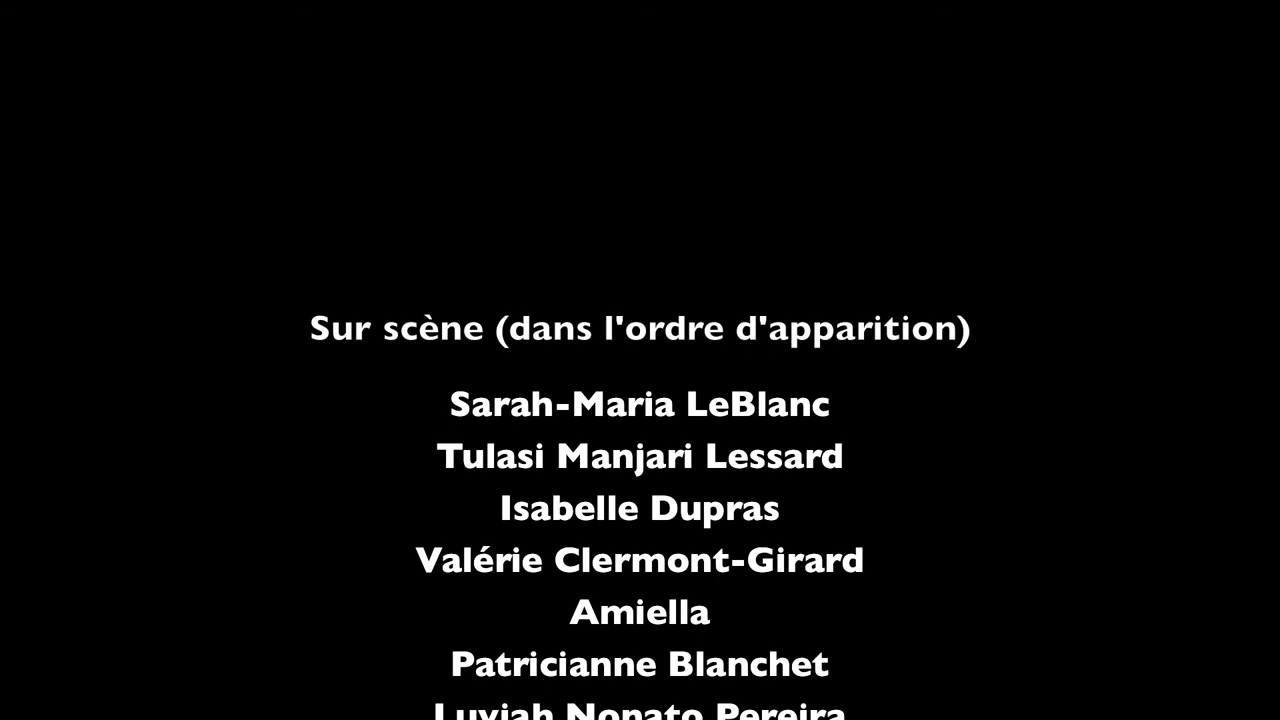 Sur scène (dans l'ordre d'apparition)
Sarah-Maria LeBlanc
Tulasi Manjari Lessard
Isabelle Dupras
Valérie Clermont-Girard
Amiella
Patricianne Blanchet
Luviah Nonato Pereira